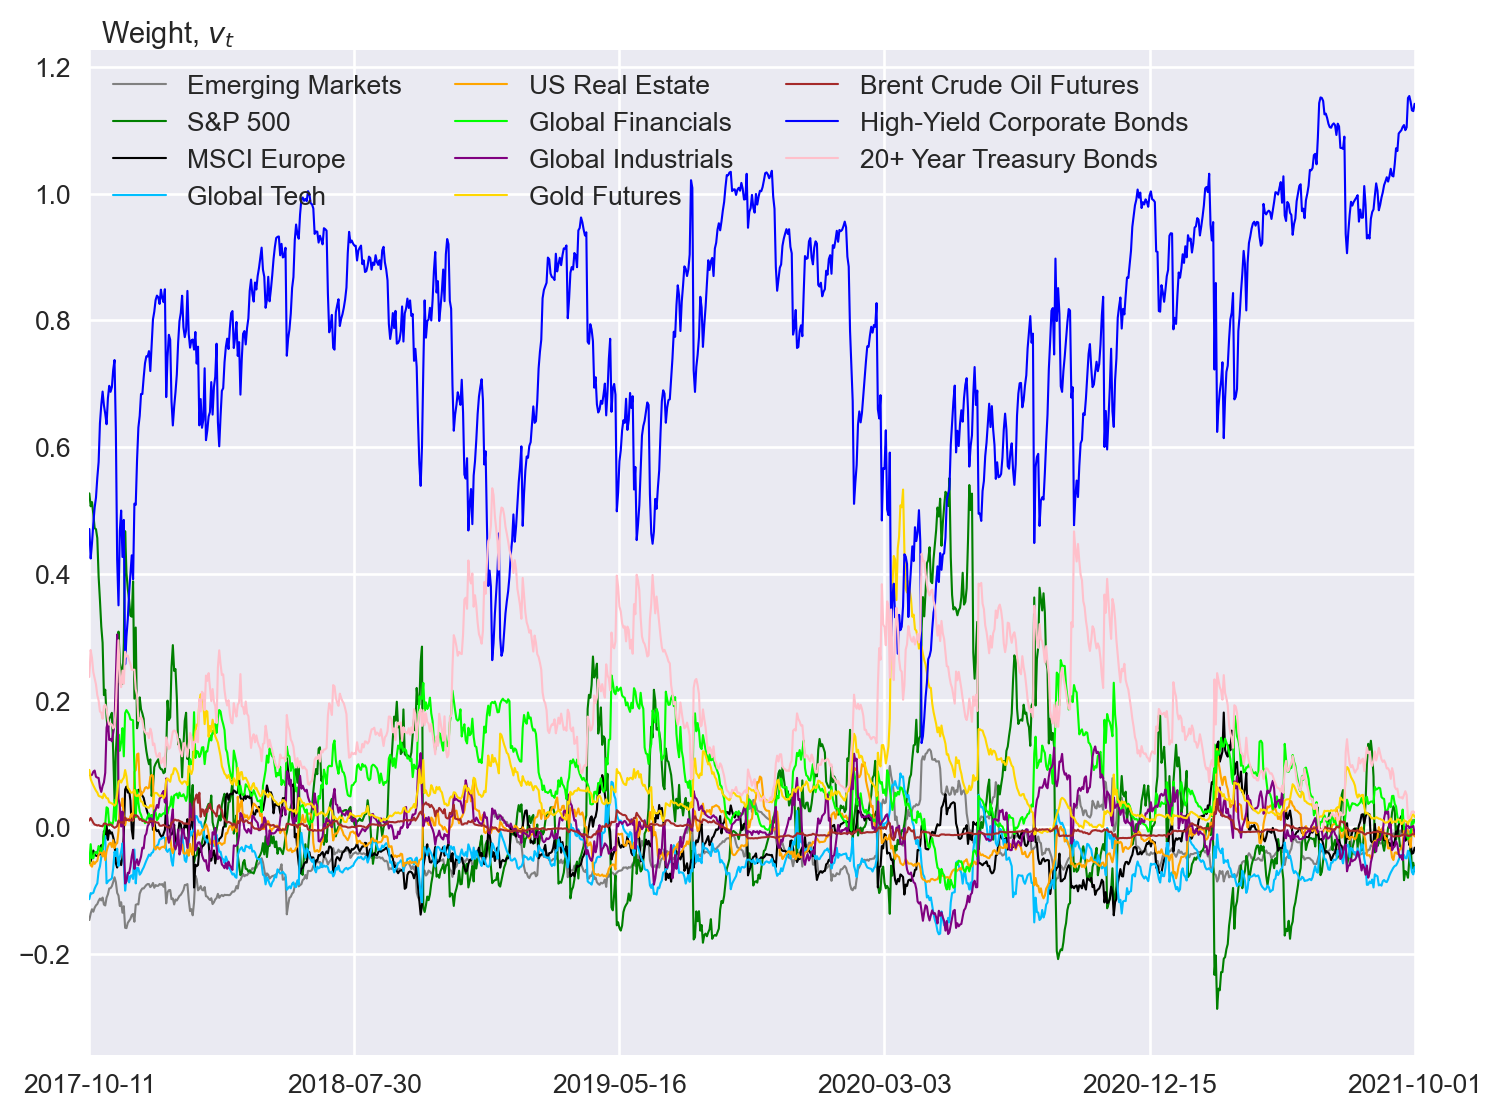 Weight, vt
Emerging Markets
S&P 500
MSCI Europe
Global Tech
US Real Estate
Global Financials
Global Industrials
Gold Futures
Brent Crude Oil Futures
High-Yield Corporate Bonds
20+ Year Treasury Bonds
1.2
1.0
0.8
0.6
0.4
0.2
0.0
−0.2
2017-10-11
2018-07-30
2019-05-16
2020-03-03
2020-12-15
2021-10-01